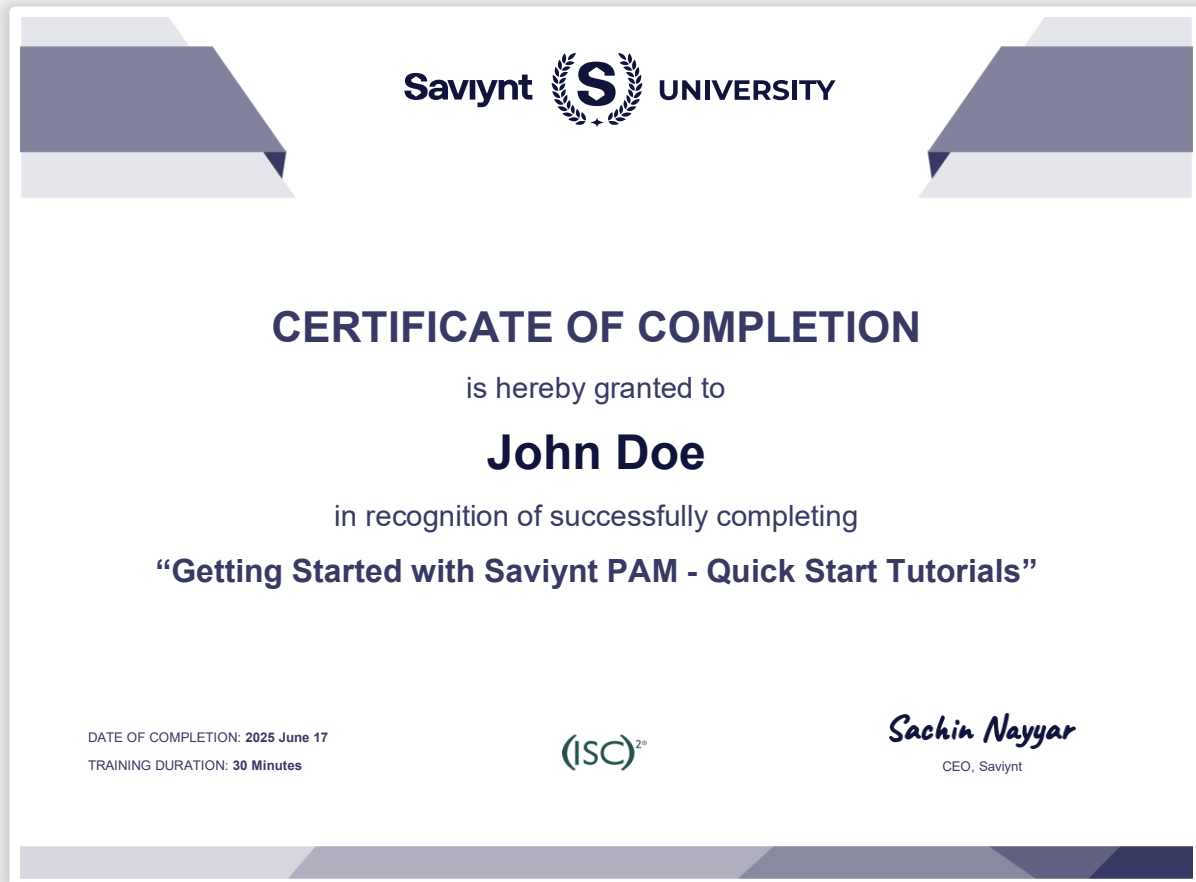 Saviynt S UNIVERSITY
CERTIFICATE OF COMPLETION
is hereby granted to
John Doe
in recognition of successfully completing
“Getting Started with Saviynt PAM - Quick Start Tutorials”
DATE OF COMPLETION: 2025 June 17
TRAINING DURATION: 30 Minutes
(ISC)²®
Sachin Nayyar
CEO, Saviynt